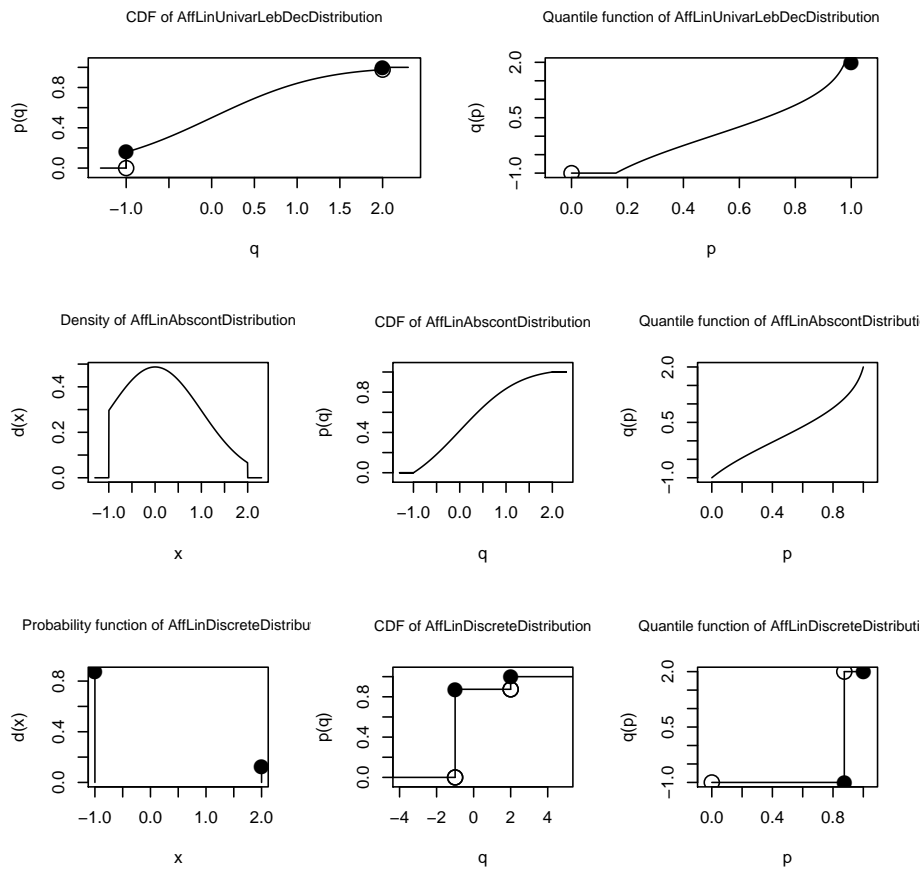 CDF of AffLinUnivarLebDecDistribution
Quantile function of AffLinUnivarLebDecDistribution
p(q)
0.0 0.4 0.8
−1.0 0.0 0.5 1.0 2.0
q
q(p)
−1.0 0.5 2.0
0.0 0.2 0.4 0.6 0.8 1.0
p
Density of AffLinAbscontDistribution
CDF of AffLinAbscontDistribution
Quantile function of AffLinAbscontDistributi
d(x)
0.0 0.2 0.4
−1.0 0.0 1.0 2.0
x
p(q)
0.0 0.4 0.8
−1.0 0.0 1.0 2.0
q
q(p)
−1.0 0.5 2.0
0.0 0.4 0.8
p
Probability function of AffLinDiscreteDistribut
CDF of AffLinDiscreteDistribution
Quantile function of AffLinDiscreteDistributi
d(x)
0.0 0.4 0.8
−1.0 0.0 1.0 2.0
x
p(q)
0.0 0.4 0.8
−4 −2 0 2 4
q
q(p)
−1.0 0.5 2.0
0.0 0.4 0.8
p